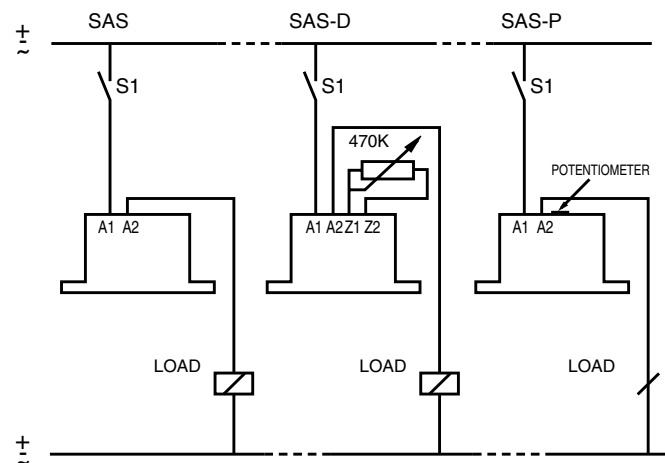 SAS SAS-D SAS-P
±
~
S1 S1 S1
470K
POTENTIOMETER
A1 A2 A1 A2 Z1 Z2 A1 A2
LOAD LOAD LOAD
±
~